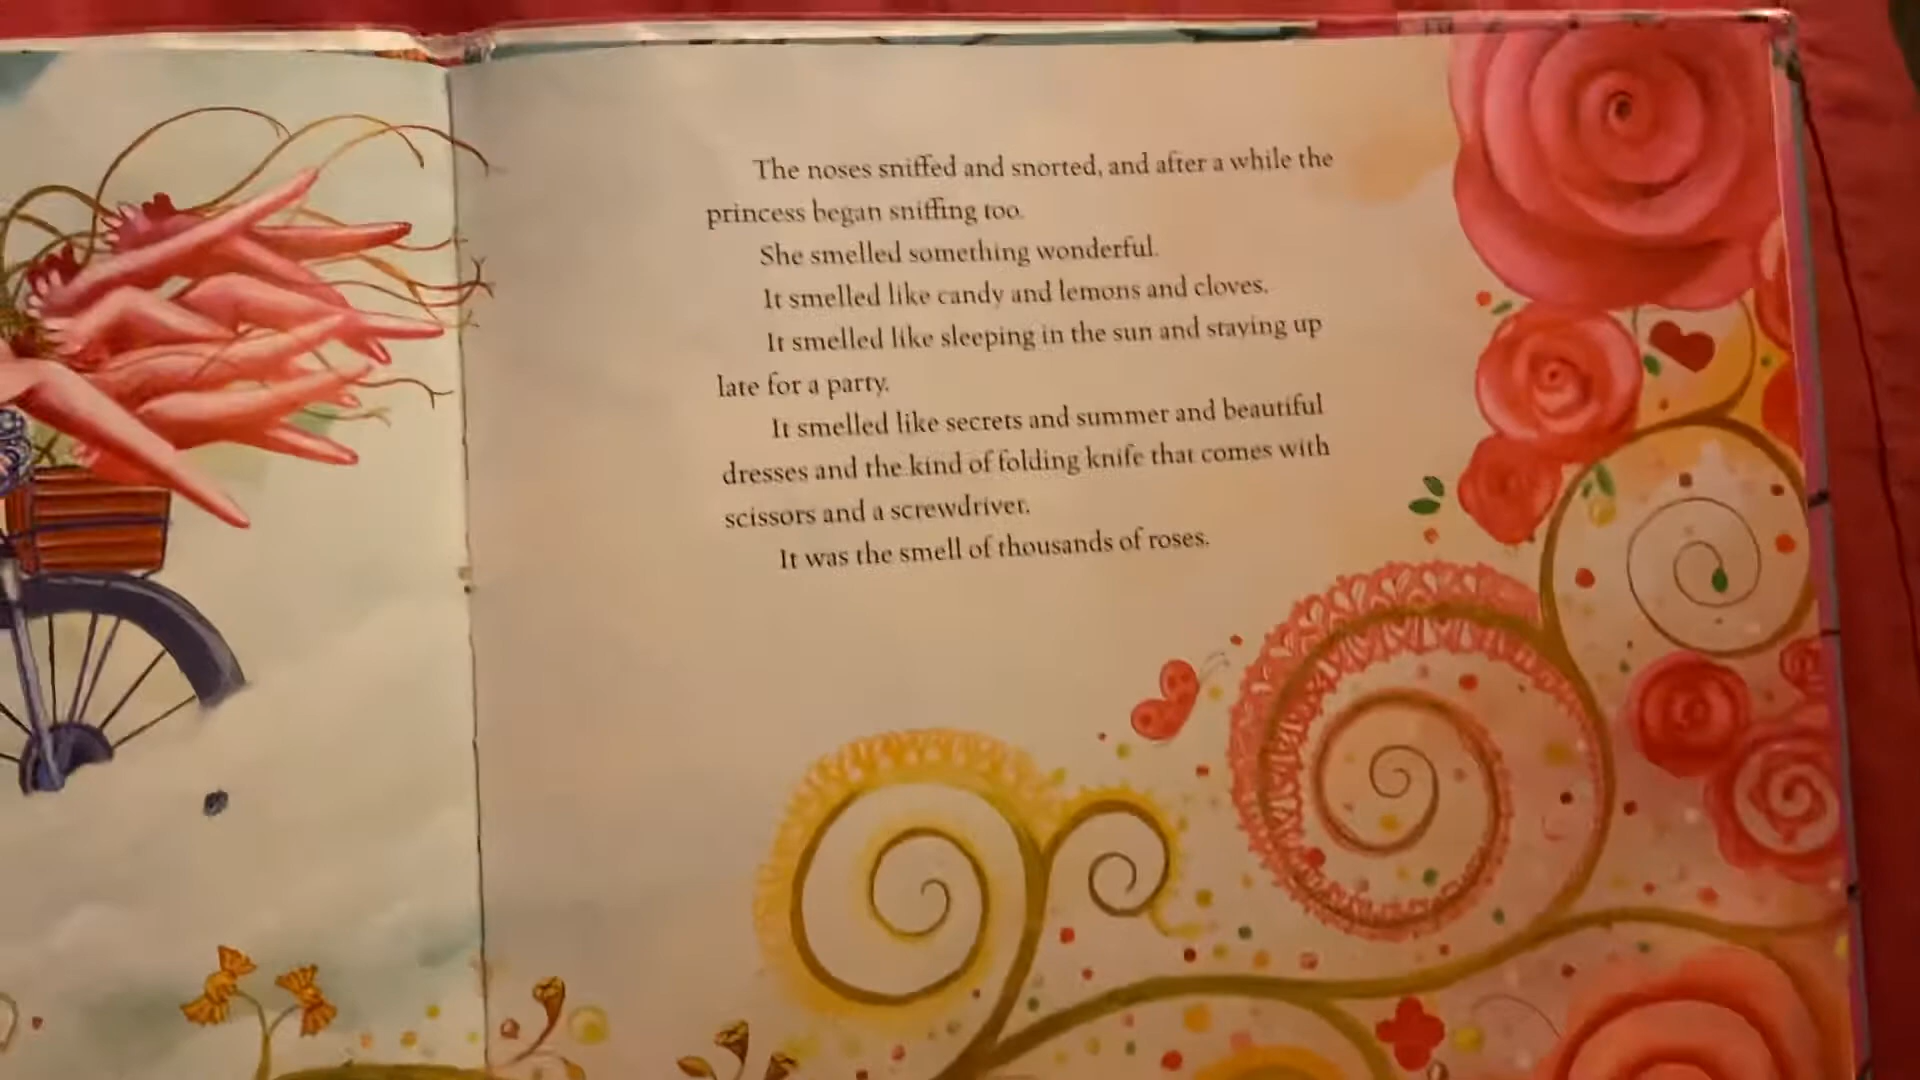 The noses sniffed and snorted, and after a while the
princess began sniffing too.
She smelled something wonderful.
It smelled like candy and lemons and cloves.
It smelled like sleeping in the sun and staying up
late for a party.
It smelled like secrets and summer and beautiful
dresses and the kind of folding knife that comes with
scissors and a screwdriver.
It was the smell of thousands of roses.